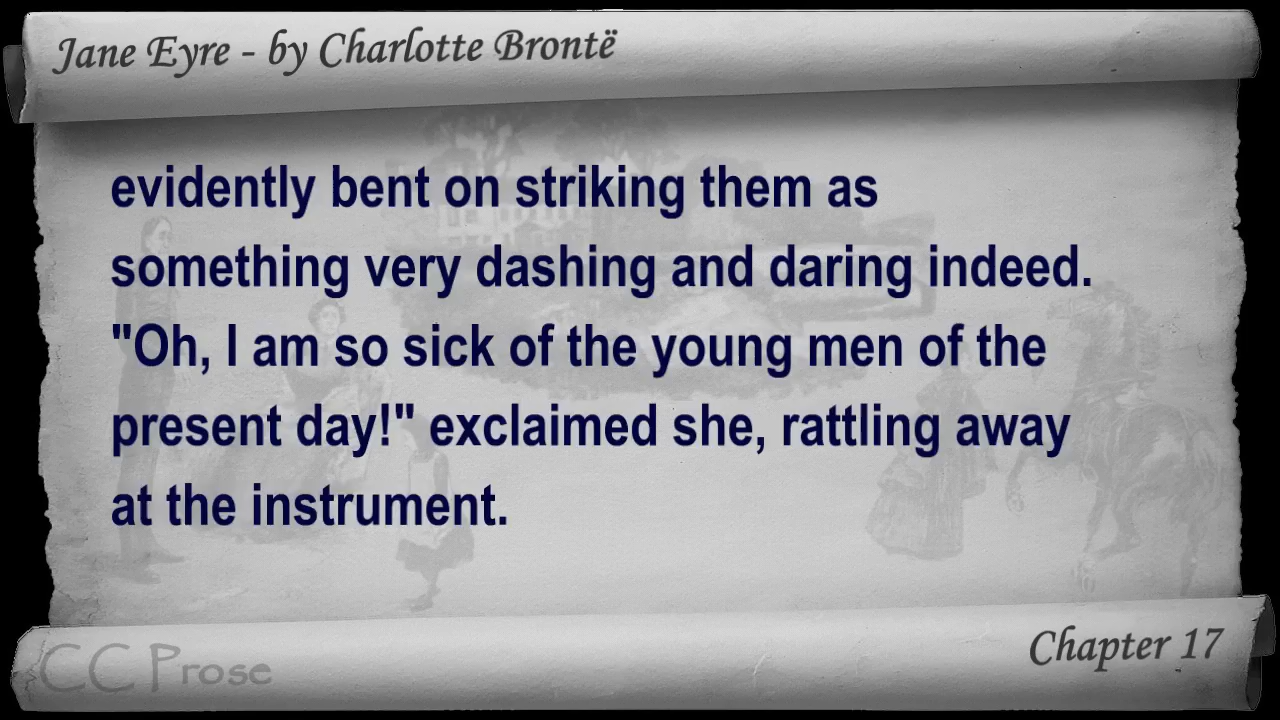 Jane Eyre - by Charlotte Brontë
evidently bent on striking them as
something very dashing and daring indeed.
"Oh, I am so sick of the young men of the
present day!" exclaimed she, rattling away
at the instrument.
Chapter 17
CC Prose